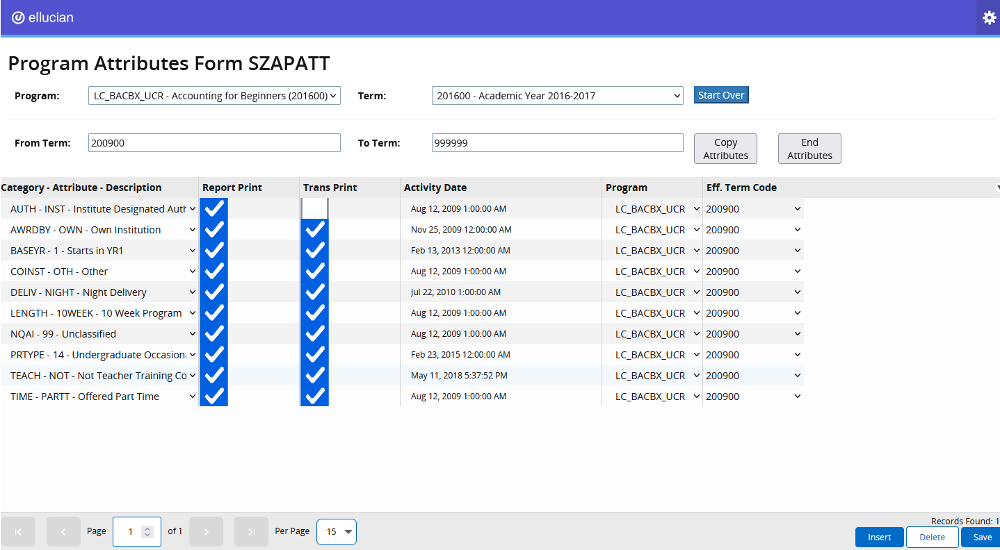 ellucian
Program Attributes Form SZAPATT
Program: LC_BACBX_UCR - Accounting for Beginners (201600) Term: 201600 - Academic Year 2016-2017 Start Over
From Term: 200900 To Term: 999999 Copy Attributes End Attributes
Category - Attribute - Description Report Print Trans Print Activity Date Program Eff. Term Code
AUTH - INST - Institute Designated Auth Aug 12, 2009 1:00:00 AM LC_BACBX_UCR 200900
AWRDBY - OWN - Own Institution Nov 25, 2009 12:00:00 AM LC_BACBX_UCR 200900
BASEYR - 1 - Starts in YR1 Feb 13, 2013 12:00:00 AM LC_BACBX_UCR 200900
COINST - OTH - Other Aug 12, 2009 1:00:00 AM LC_BACBX_UCR 200900
DELIV - NIGHT - Night Delivery Jul 22, 2010 1:00:00 AM LC_BACBX_UCR 200900
LENGTH - 10WEEK - 10 Week Program Aug 12, 2009 1:00:00 AM LC_BACBX_UCR 200900
NQAI - 99 - Unclassified Aug 12, 2009 1:00:00 AM LC_BACBX_UCR 200900
PRTYPE - 14 - Undergraduate Occasion Feb 23, 2015 12:00:00 AM LC_BACBX_UCR 200900
TEACH - NOT - Not Teacher Training Co May 11, 2018 5:37:52 PM LC_BACBX_UCR 200900
TIME - PARTT - Offered Part Time Aug 12, 2009 1:00:00 AM LC_BACBX_UCR 200900
Page 1 of 1 Per Page 15
Records Found: 1
Insert Delete Save